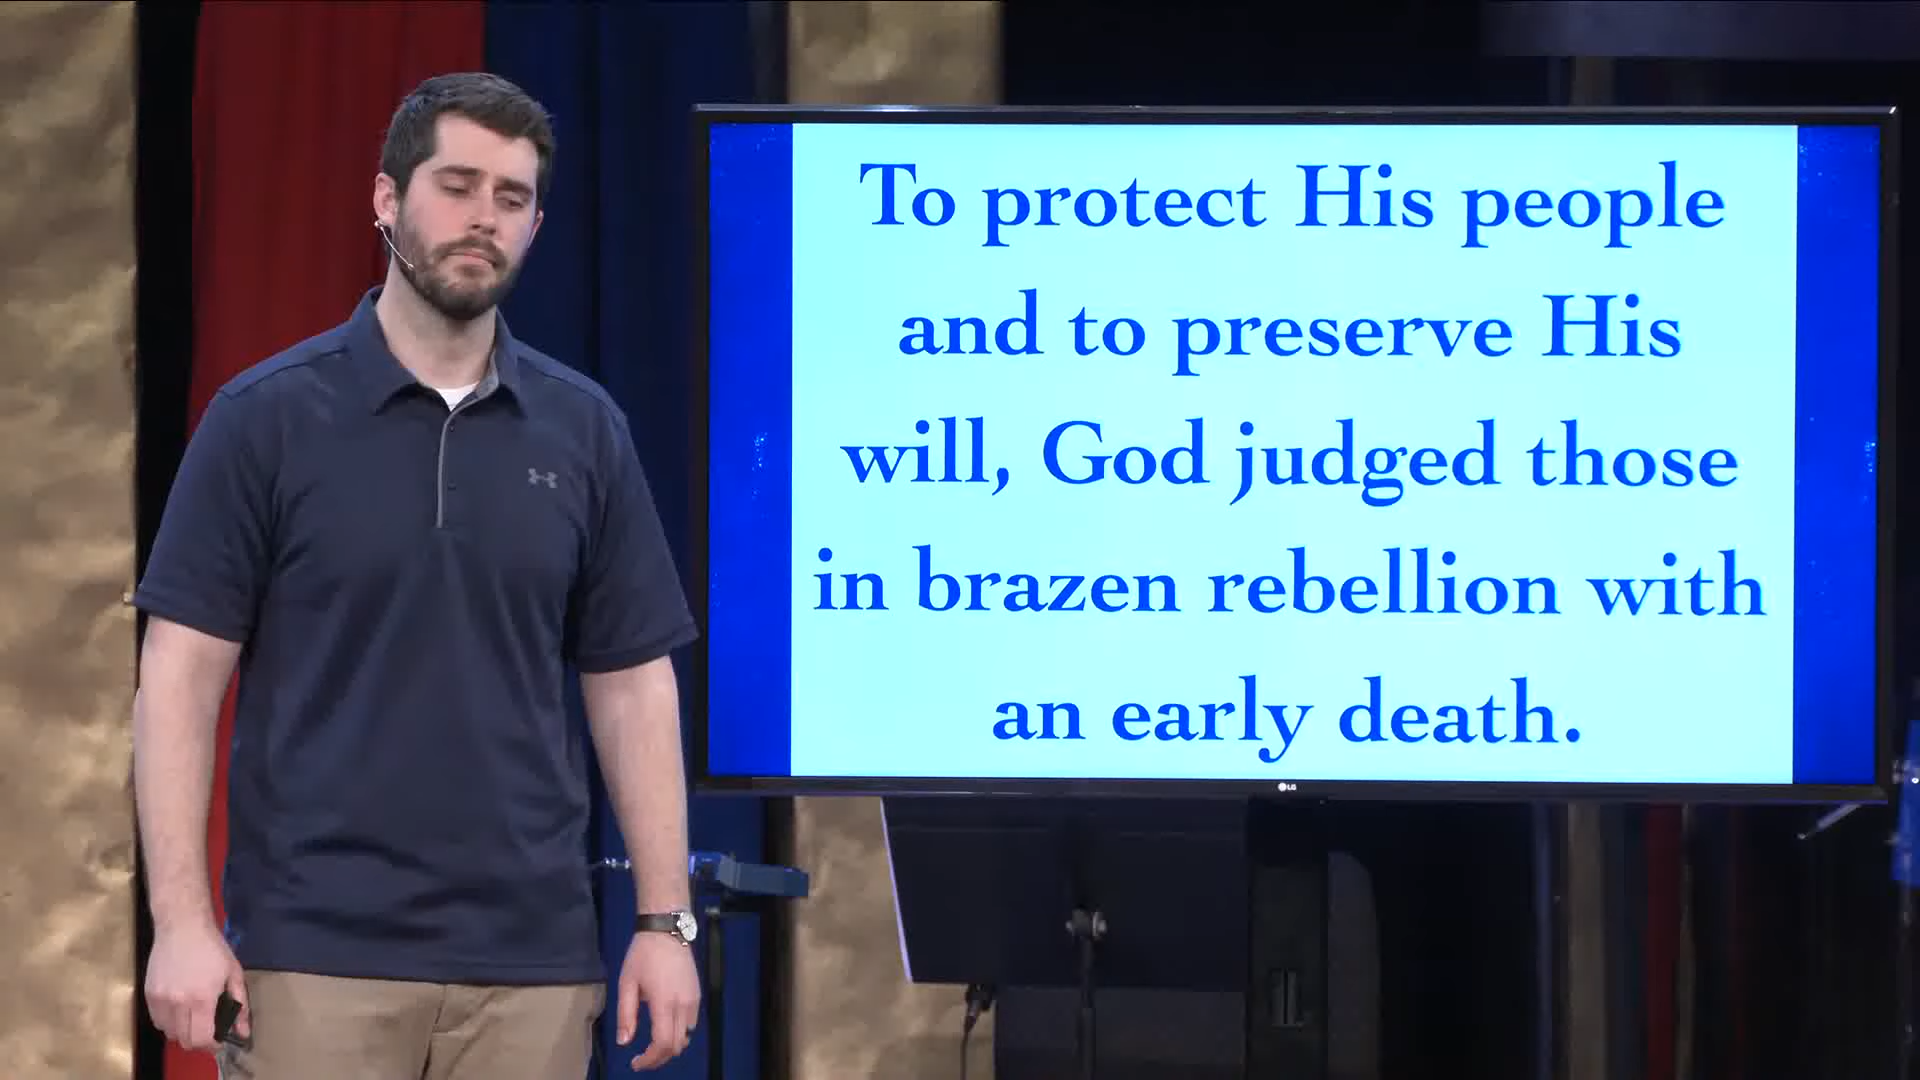 To protect His people
and to preserve His
will, God judged those
in brazen rebellion with
an early death.
LG